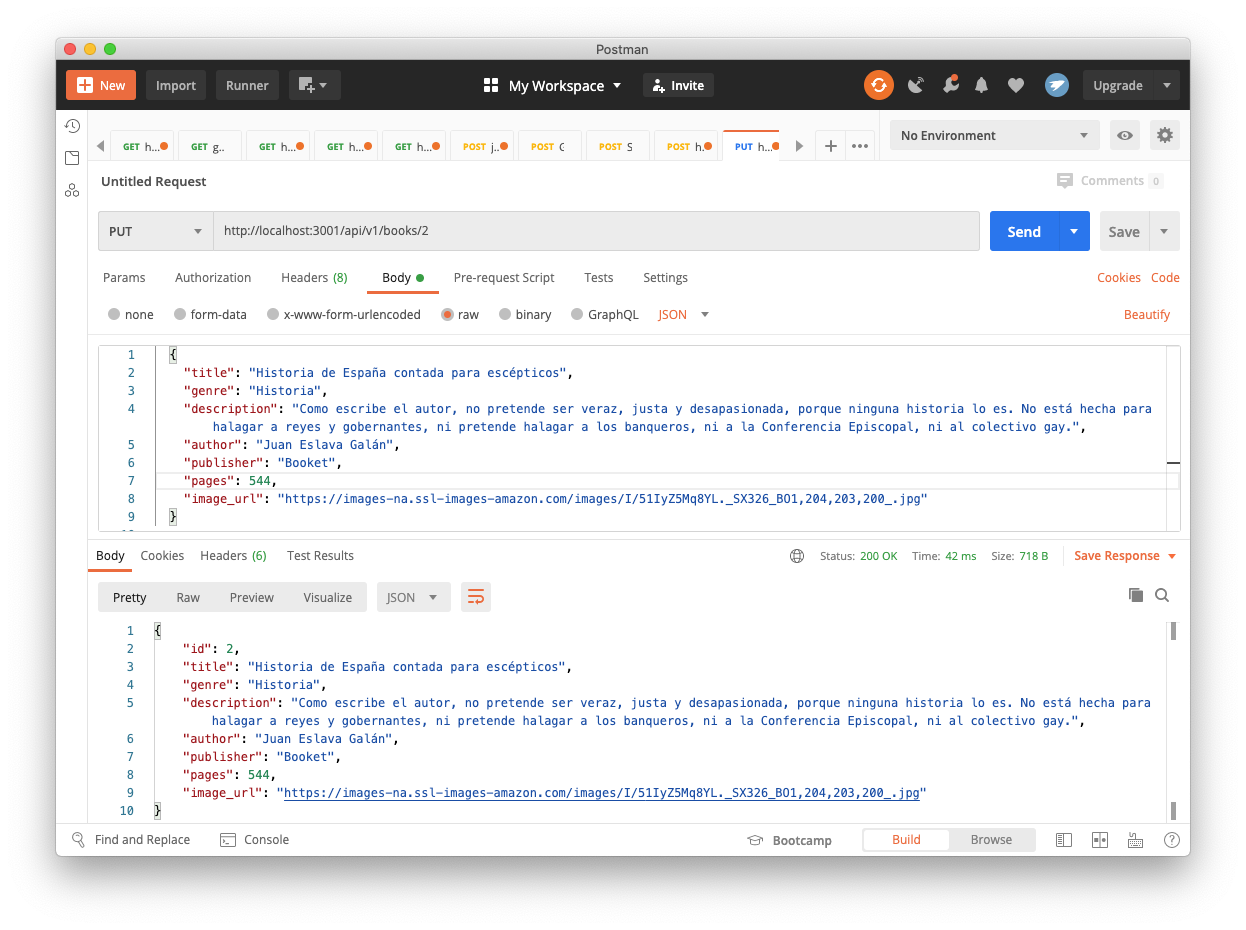 Postman
New Import Runner My Workspace Invite Upgrade
GET h... GET g.. GET h... GET h... GET h... POST j... POST POST S POST h. PUT h... No Environment
Untitled Request Comments 0
PUT http://localhost:3001/api/v1/books/2 Send Save
Params Authorization Headers (8) Body Pre-request Script Tests Settings Cookies Code
none form-data x-www-form-urlencoded raw binary GraphQL JSON Beautify
1 {
2 "title": "Historia de España contada para escépticos",
3 "genre": "Historia",
4 "description": "Como escribe el autor, no pretende ser veraz, justa y desapasionada, porque ninguna historia lo es. No está hecha para
halagar a reyes y gobernantes, ni pretende halagar a los banqueros, ni a la Conferencia Episcopal, ni al colectivo gay.",
5 "author": "Juan Eslava Galán",
6 "publisher": "Booket",
7 "pages": 544,
8 "image_url": "https://images-na.ssl-images-amazon.com/images/I/51IyZ5Mq8YL._SX326_BO1,204,203,200_.jpg"
9 }
Body Cookies Headers (6) Test Results Status: 200 OK Time: 42 ms Size: 718 B Save Response
Pretty Raw Preview Visualize JSON
1 {
2 "id": 2,
3 "title": "Historia de España contada para escépticos",
4 "genre": "Historia",
5 "description": "Como escribe el autor, no pretende ser veraz, justa y desapasionada, porque ninguna historia lo es. No está hecha para
halagar a reyes y gobernantes, ni pretende halagar a los banqueros, ni a la Conferencia Episcopal, ni al colectivo gay.",
6 "author": "Juan Eslava Galán",
7 "publisher": "Booket",
8 "pages": 544,
9 "image_url": "https://images-na.ssl-images-amazon.com/images/I/51IyZ5Mq8YL._SX326_BO1,204,203,200_.jpg"
10 }
Find and Replace Console Bootcamp Build Browse